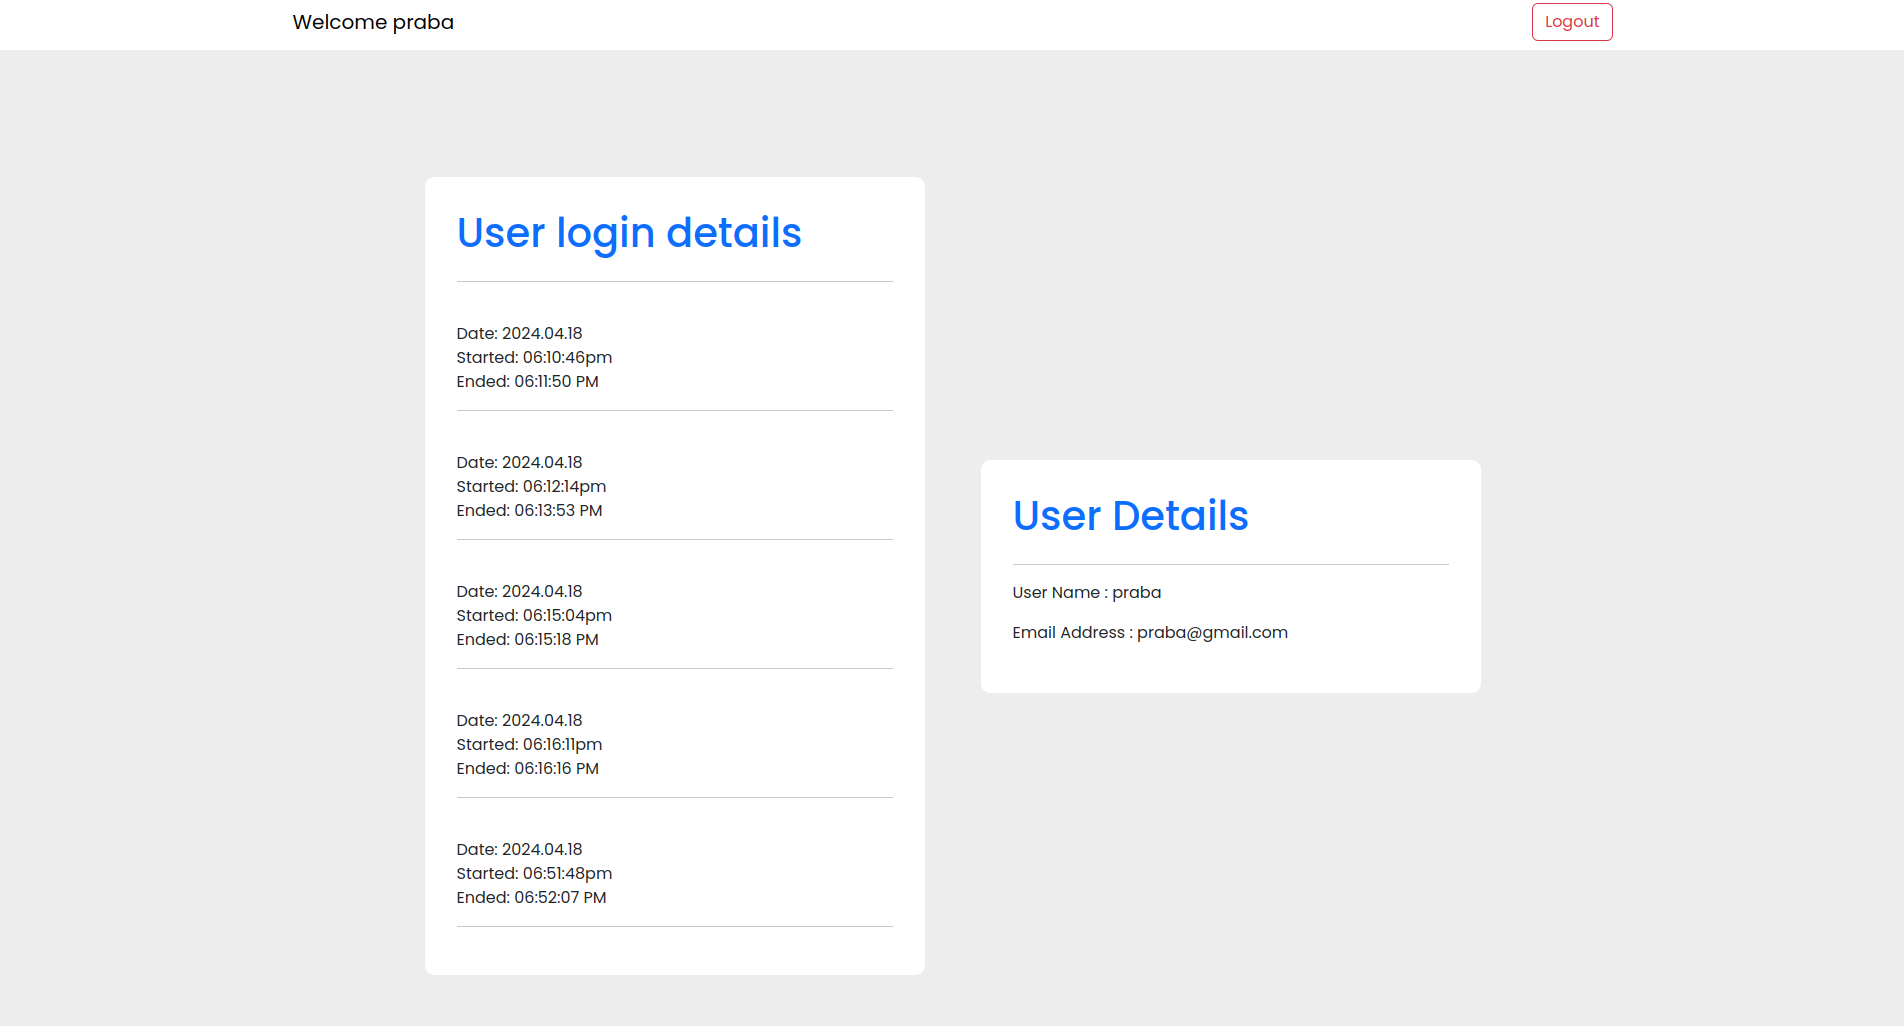 Welcome praba
Logout
User login details
Date: 2024.04.18
Started: 06:10:46pm
Ended: 06:11:50 PM
Date: 2024.04.18
Started: 06:12:14pm
Ended: 06:13:53 PM
Date: 2024.04.18
Started: 06:15:04pm
Ended: 06:15:18 PM
Date: 2024.04.18
Started: 06:16:11pm
Ended: 06:16:16 PM
Date: 2024.04.18
Started: 06:51:48pm
Ended: 06:52:07 PM
User Details
User Name : praba
Email Address : praba@gmail.com